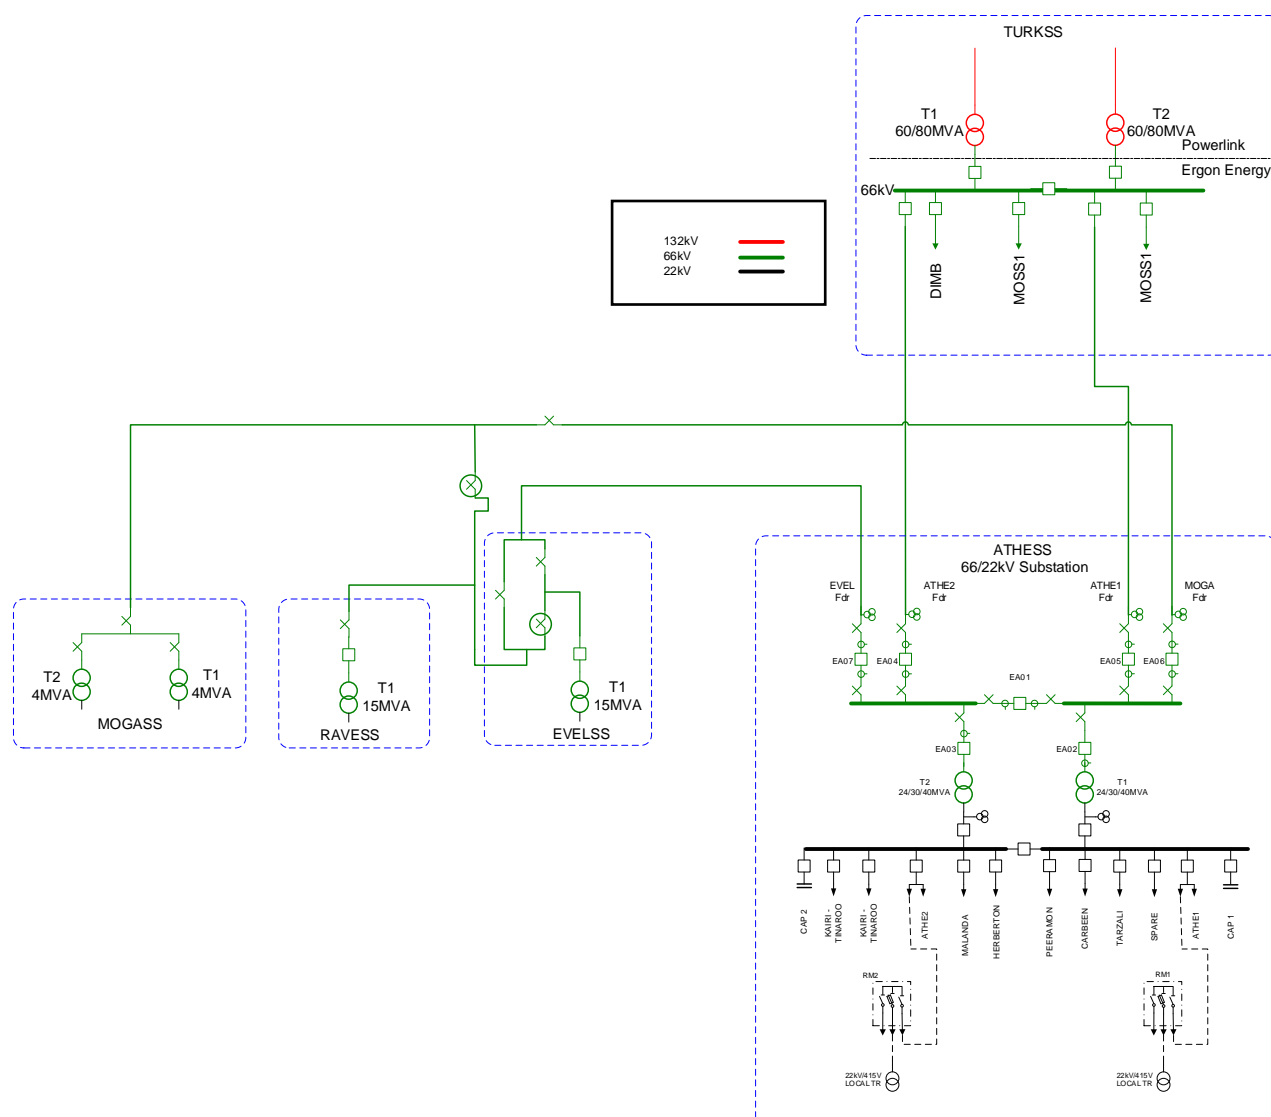 TURKSS
T1
60/80MVA
T2
60/80MVA
Powerlink
Ergon Energy
66kV
DIMB
MOSS1
MOSS1
132kV
66kV
22kV
ATHESS
66/22kV Substation
EVEL
Fdr
ATHE2
Fdr
ATHE1
Fdr
MOGA
Fdr
EA07
EA04
EA05
EA06
EA01
T2
4MVA
T1
4MVA
MOGASS
T1
15MVA
RAVESS
T1
15MVA
EVELSS
EA03
EA02
T2
24/30/40MVA
T1
24/30/40MVA
CAP 2
KAIRI -
TINAROO
KAIRI -
TINAROO
ATHE2
MALANDA
HERBERTON
PEERAMON
CARBEEN
TARZALI
SPARE
ATHE1
CAP 1
RM2
RM1
22kV/415V
LOCAL TR
22kV/415V
LOCAL TR